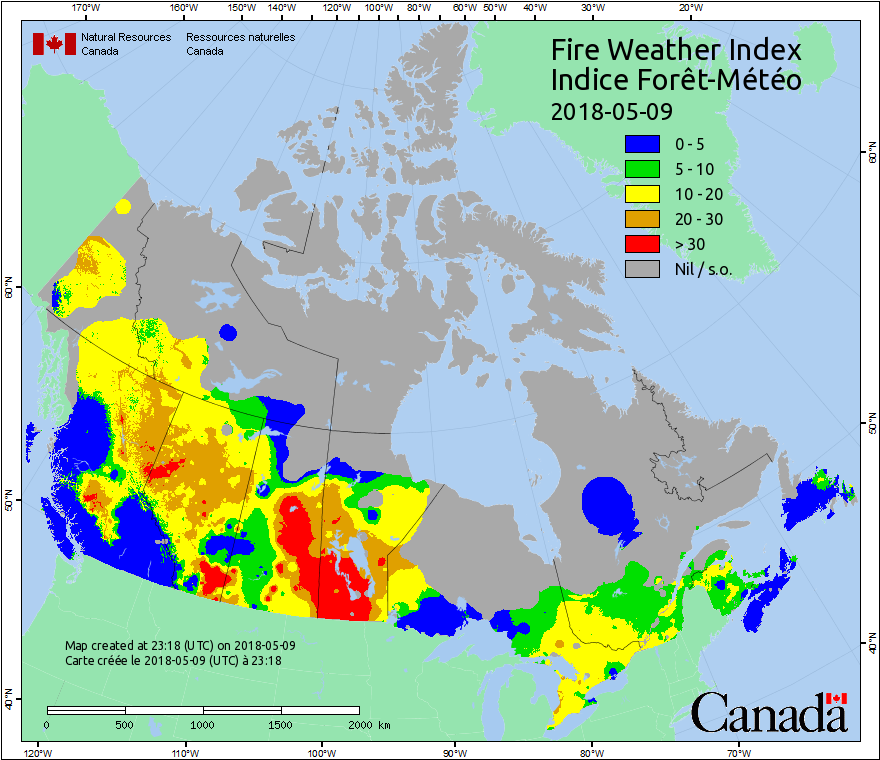 170°W 160°W 150°W 140°W 130°W 120°W 110°W 100°W 90°W 80°W 70°W 60°W 50°W 40°W 30°W 20°W
Natural Resources Canada
Ressources naturelles Canada
Fire Weather Index
Indice Forêt-Météo
2018-05-09
0 - 5
5 - 10
10 - 20
20 - 30
> 30
Nil / s.o.
60°N
50°N
40°N
60°N
50°N
40°N
Map created at 23:18 (UTC) on 2018-05-09
Carte créée le 2018-05-09 (UTC) à 23:18
0 500 1000 1500 2000 km
Canada
120°W 110°W 100°W 90°W 80°W 70°W